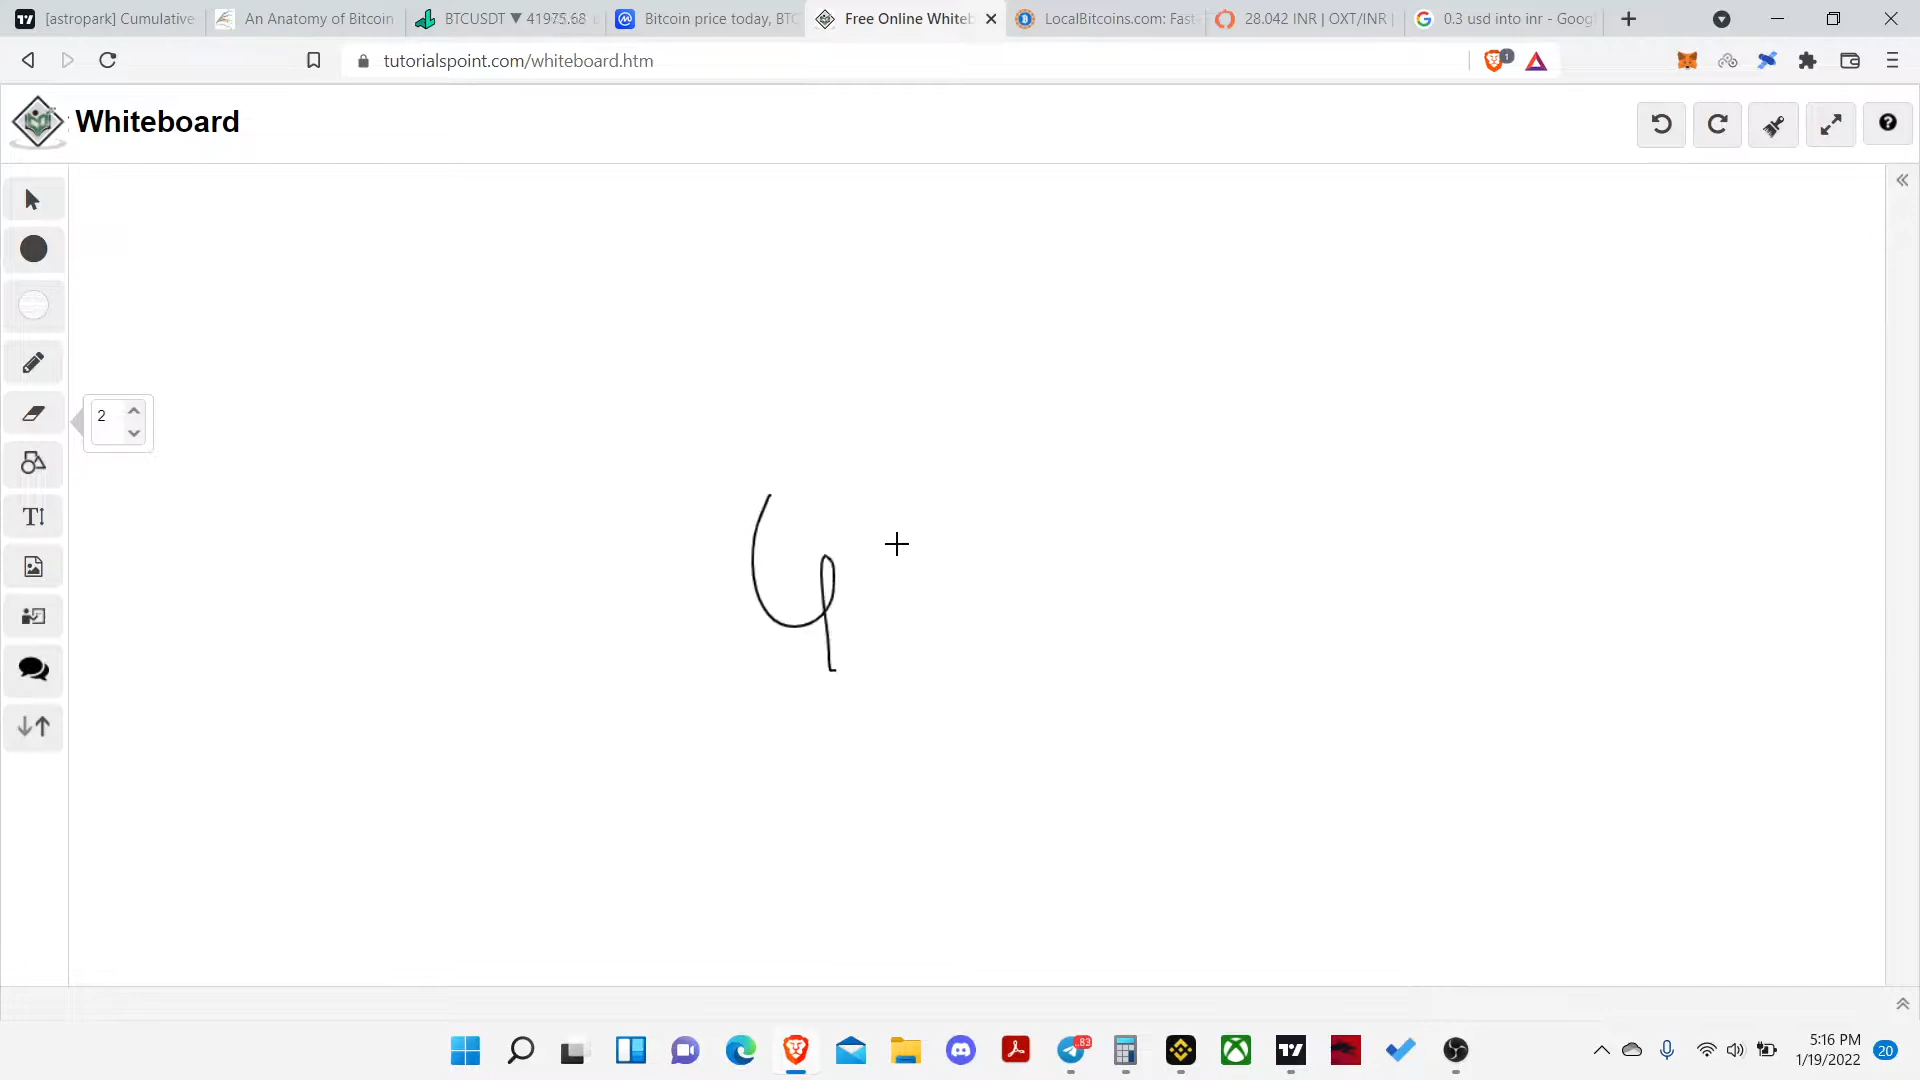 [astropark] Cumulative
An Anatomy of Bitcoin
BTCUSDT ▼ 41975.68
Bitcoin price today, BTC
Free Online Whiteb
LocalBitcoins.com: Fast
28.042 INR | OXT/INR |
0.3 usd into inr - Goog
tutorialspoint.com/whiteboard.htm
1
Whiteboard
2
4
83
5:16 PM
1/19/2022
20